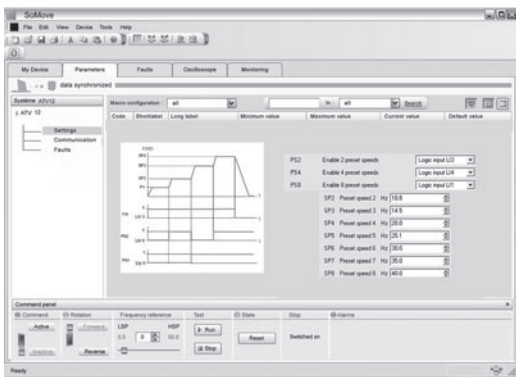 SoMove
File Edit View Device Test Tools Help
My Device Parameters Faults Oscilloscope Monitoring
data synchronized
Système ATV12
Macro-configuration : all In : all Search
Code Shortlabel Long label Minimum value Maximum value Current value Default value
ATV 12
Settings
Communication
Faults
PS2 Enable 2 preset speeds Logic input LI3
PS4 Enable 4 preset speeds Logic input LI4
PS8 Enable 8 preset speeds Logic input LI1
SP2 Preset speed 2 Hz 10.0
SP3 Preset speed 3 Hz 14.5
SP4 Preset speed 4 Hz 20.0
SP5 Preset speed 5 Hz 25.1
SP6 Preset speed 6 Hz 30.0
SP7 Preset speed 7 Hz 35.0
SP8 Preset speed 8 Hz 40.0
Command panel
Command Rotation Frequency reference Test State Stop Alarms
Active Forward LSP HSP Run
0.0 0 50.0 Reset Switched on
Inactive Reverse Stop
Ready